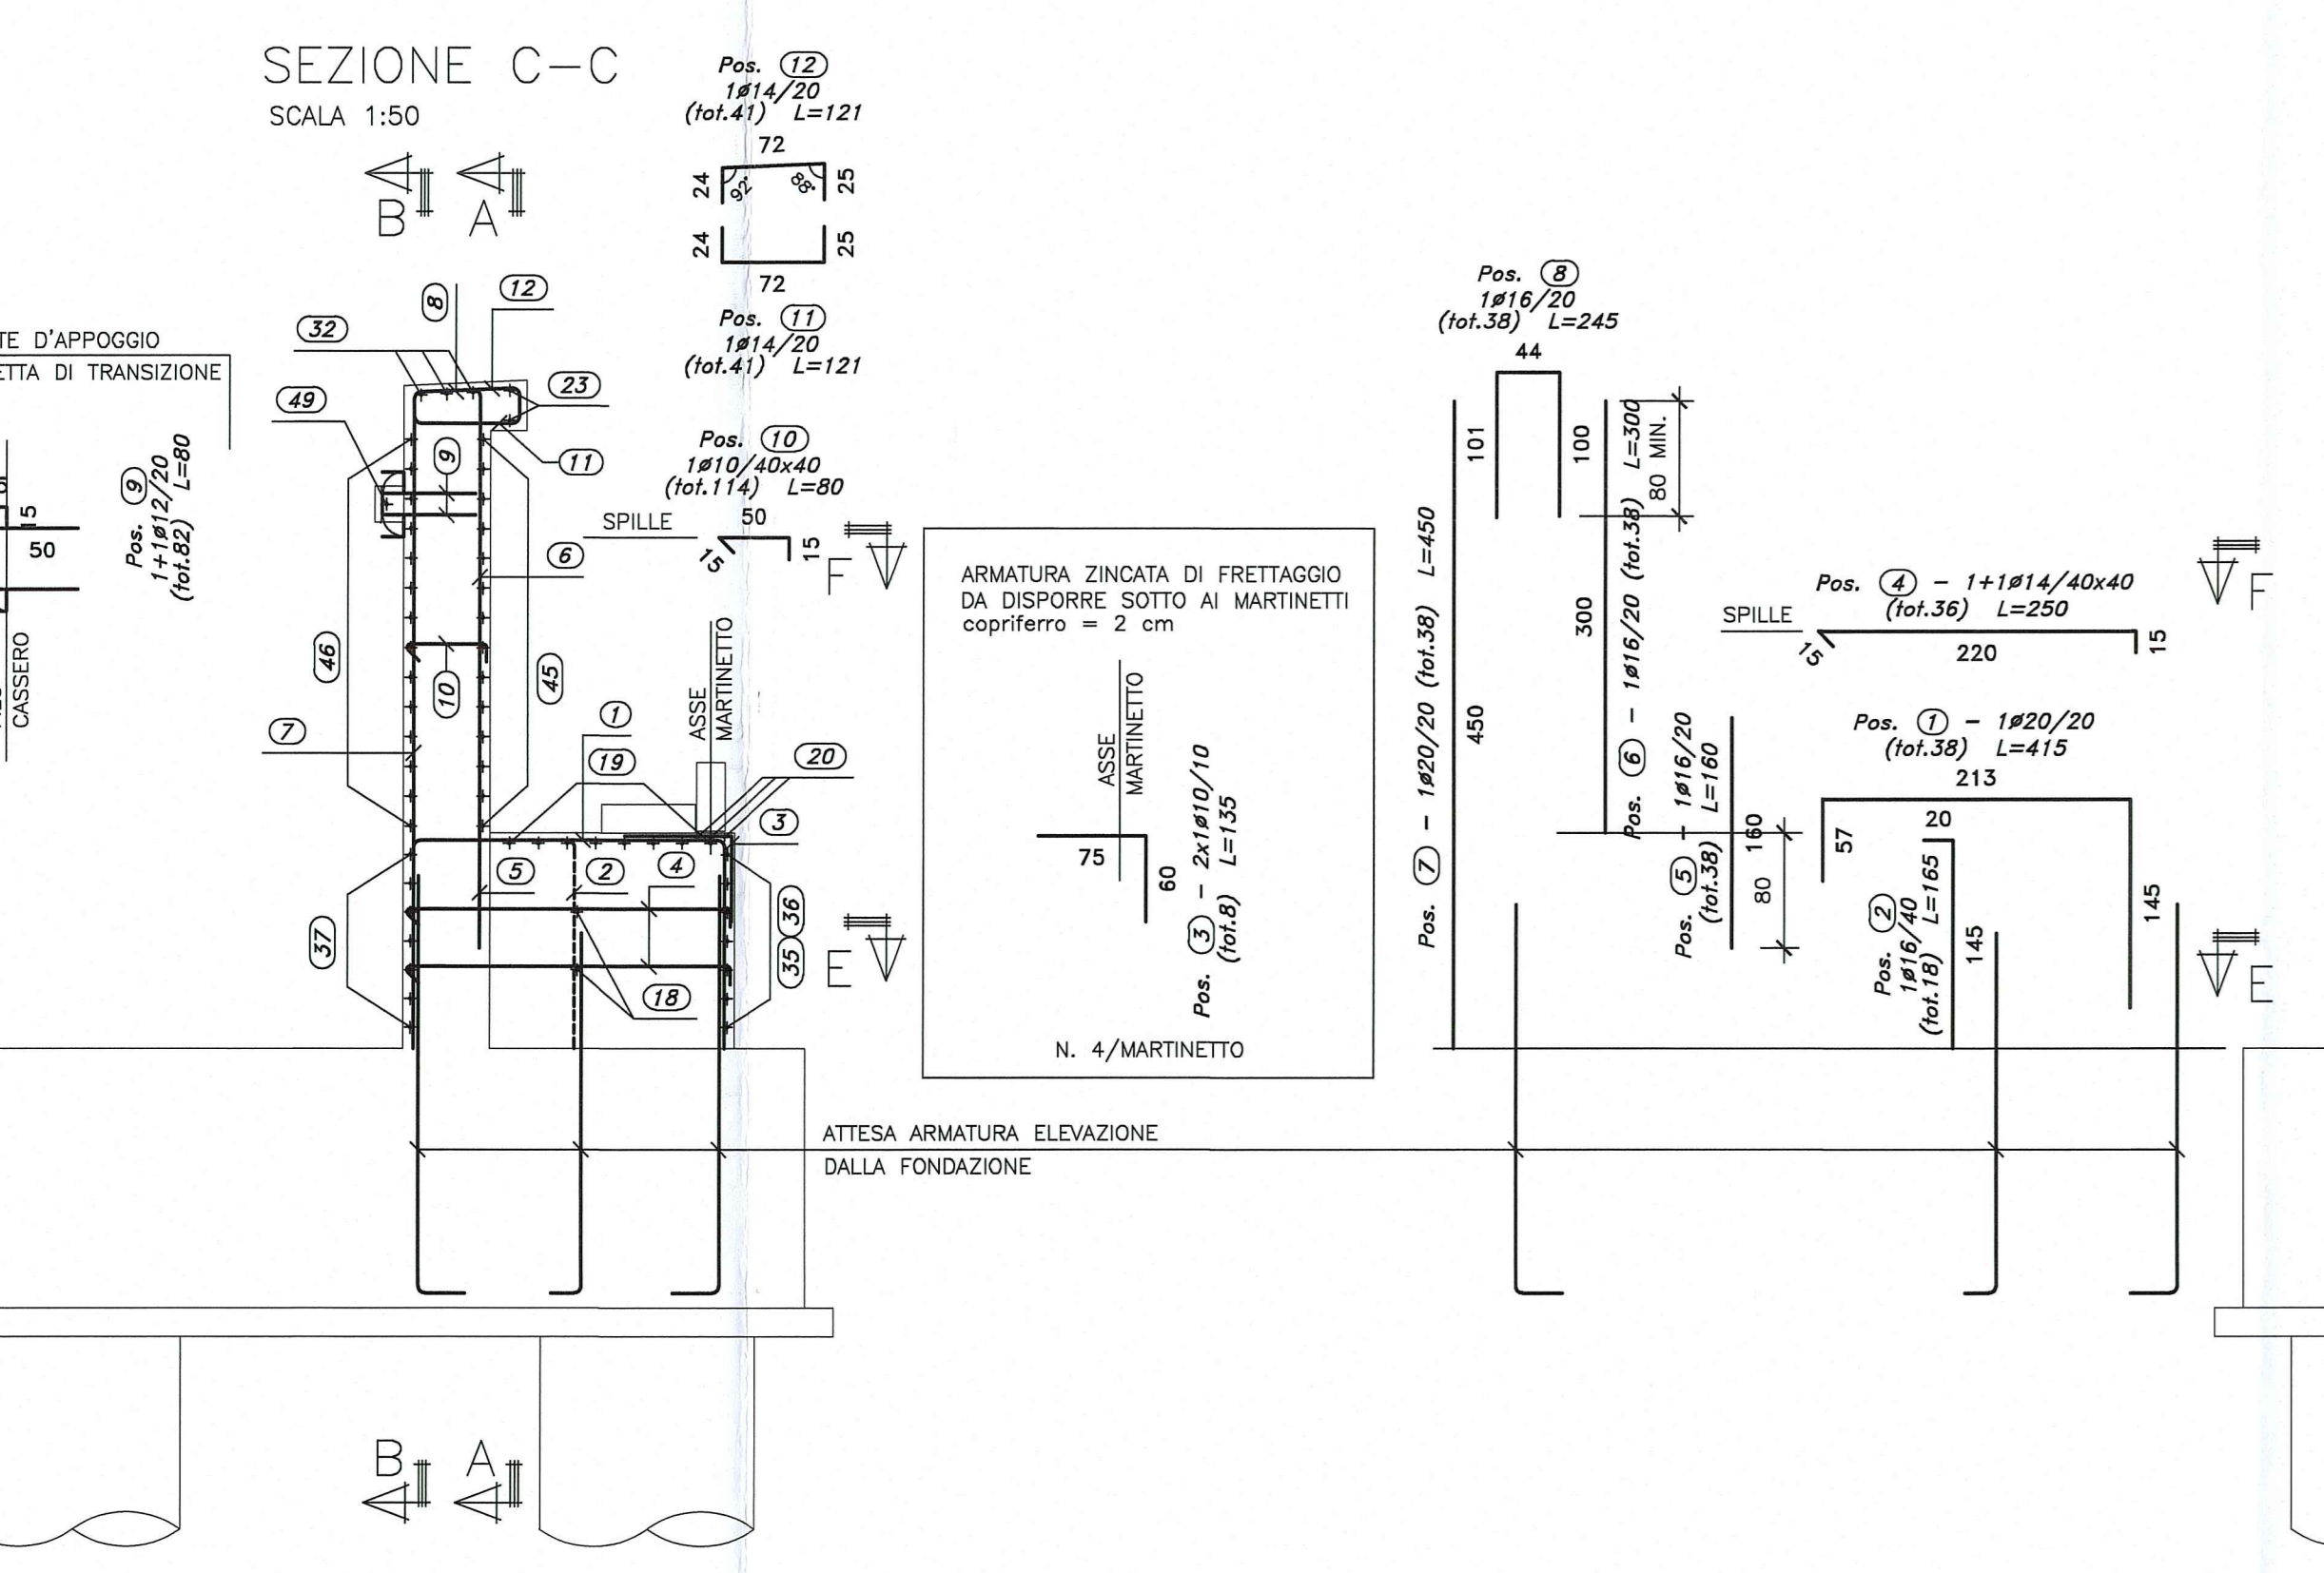 SEZIONE C–C
SCALA 1:50
B
A
Pos. 12
1ø14/20
(tot.41) L=121
72
24
92°
88°
25
24
25
72
Pos. 11
1ø14/20
(tot.41) L=121
32
8
12
49
23
9
11
TE D'APPOGGIO
ETTA DI TRANSIZIONE
Pos. 9
1+1ø12/20
(tot.82) L=80
5
50
CASSERO
Pos. 10
1ø10/40x40
(tot.114) L=80
SPILLE
50
15
15
F
6
46
10
45
7
1
19
ASSE
MARTINETTO
20
3
5
2
4
37
36
35
18
E
ARMATURA ZINCATA DI FRETTAGGIO
DA DISPORRE SOTTO AI MARTINETTI
copriferro = 2 cm
ASSE
MARTINETTO
75
60
Pos. 3 – 2x1ø10/10
(tot.8) L=135
N. 4/MARTINETTO
Pos. 8
1ø16/20
(tot.38) L=245
44
101
100
Pos. 7 – 1ø20/20 (tot.38) L=450
450
300
Pos. 6 – 1ø16/20 (tot.38) L=300
80 MIN.
Pos. 5 – 1ø16/20
(tot.38) L=160
160
80
Pos. 4 – 1+1ø14/40x40
(tot.36) L=250
SPILLE
15
220
15
Pos. 1 – 1ø20/20
(tot.38) L=415
213
57
20
145
Pos. 2
1ø16/40
(tot.18) L=165
145
F
E
ATTESA ARMATURA ELEVAZIONE
DALLA FONDAZIONE
B
A